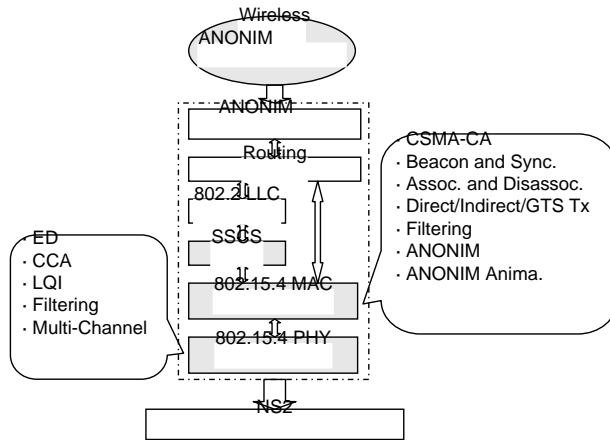 Wireless
ANONIM
ANONIM
Routing
802.2 LLC
SSCS
802.15.4 MAC
802.15.4 PHY
NS2
· ED
· CCA
· LQI
· Filtering
· Multi-Channel
· CSMA-CA
· Beacon and Sync.
· Assoc. and Disassoc.
· Direct/Indirect/GTS Tx
· Filtering
· ANONIM
· ANONIM Anima.